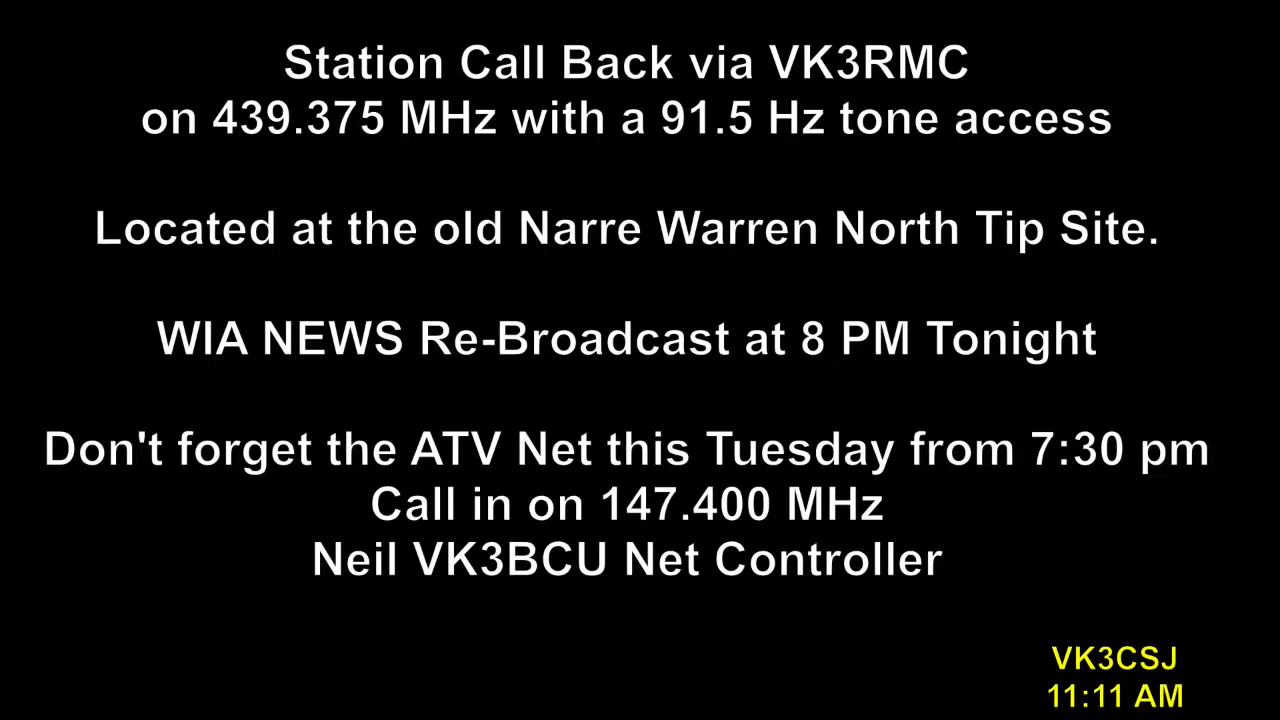 Station Call Back via VK3RMC
on 439.375 MHz with a 91.5 Hz tone access
Located at the old Narre Warren North Tip Site.
WIA NEWS Re-Broadcast at 8 PM Tonight
Don't forget the ATV Net this Tuesday from 7:30 pm
Call in on 147.400 MHz
Neil VK3BCU Net Controller
VK3CSJ
11:11 AM